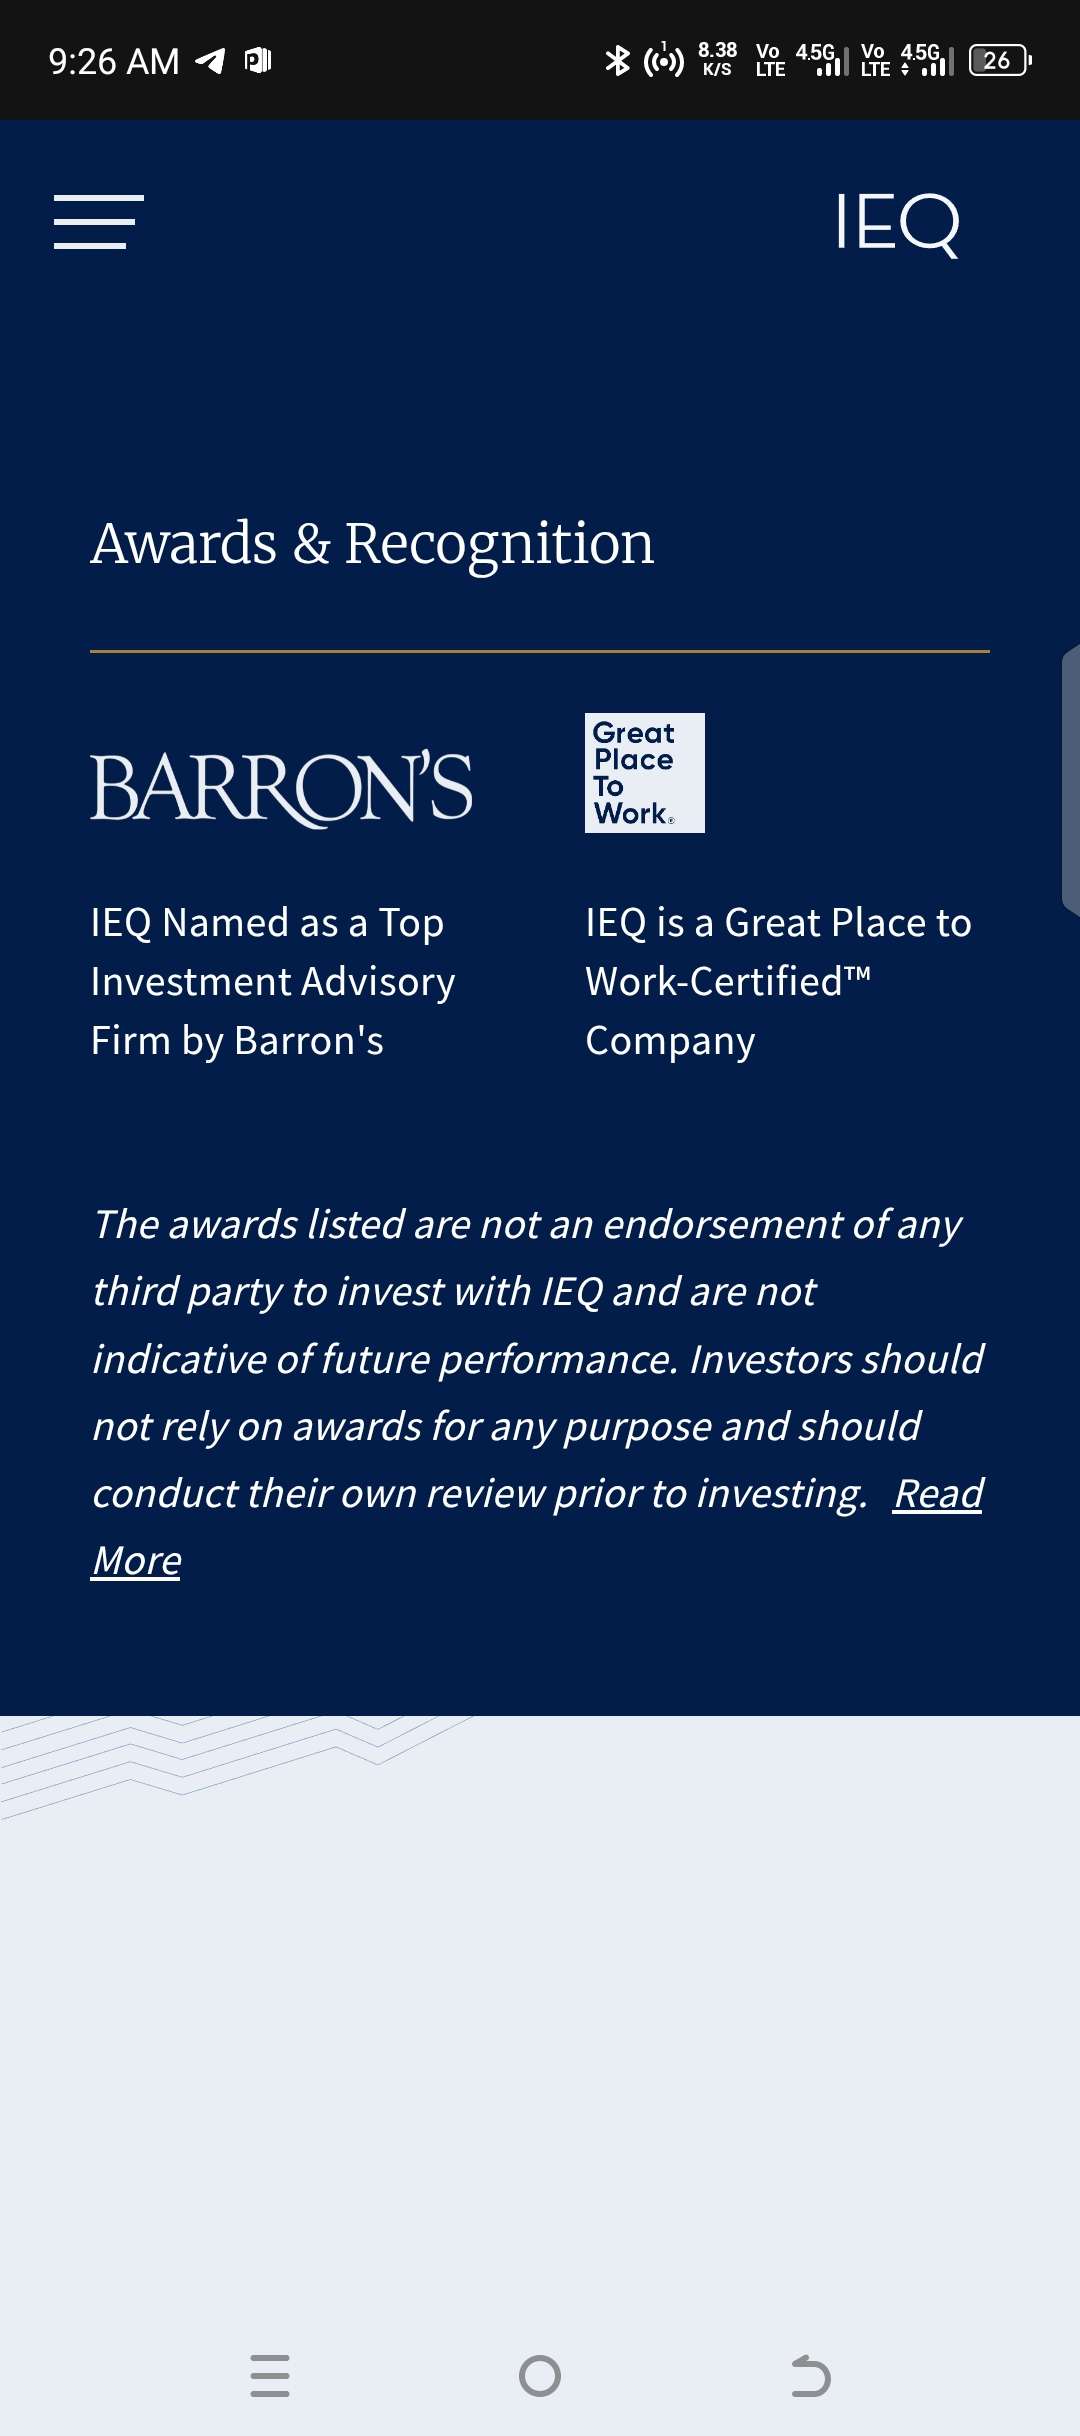 9:26 AM
1
8.38 K/S
Vo LTE 4.5G Vo LTE 4.5G 26
IEQ
Awards & Recognition
BARRON'S
Great
Place
To
Work®
IEQ Named as a Top
Investment Advisory
Firm by Barron's
IEQ is a Great Place to
Work-Certified™
Company
The awards listed are not an endorsement of any
third party to invest with IEQ and are not
indicative of future performance. Investors should
not rely on awards for any purpose and should
conduct their own review prior to investing. Read
More